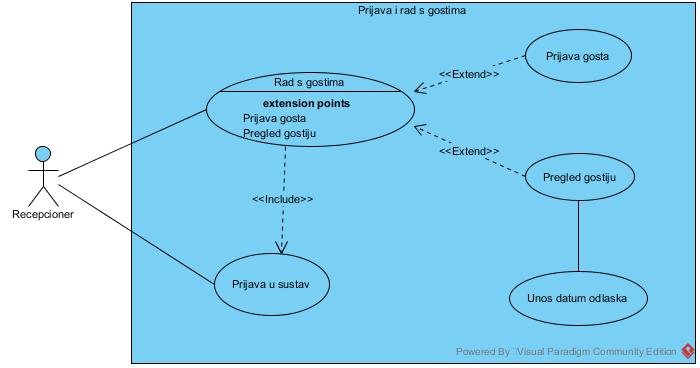 Prijava i rad s gostima
Rad s gostima
extension points
Prijava gosta
Pregled gostiju
<<Extend>>
Prijava gosta
<<Extend>>
Pregled gostiju
Recepcioner
<<Include>>
Prijava u sustav
Unos datum odlaska
Powered By Visual Paradigm Community Edition